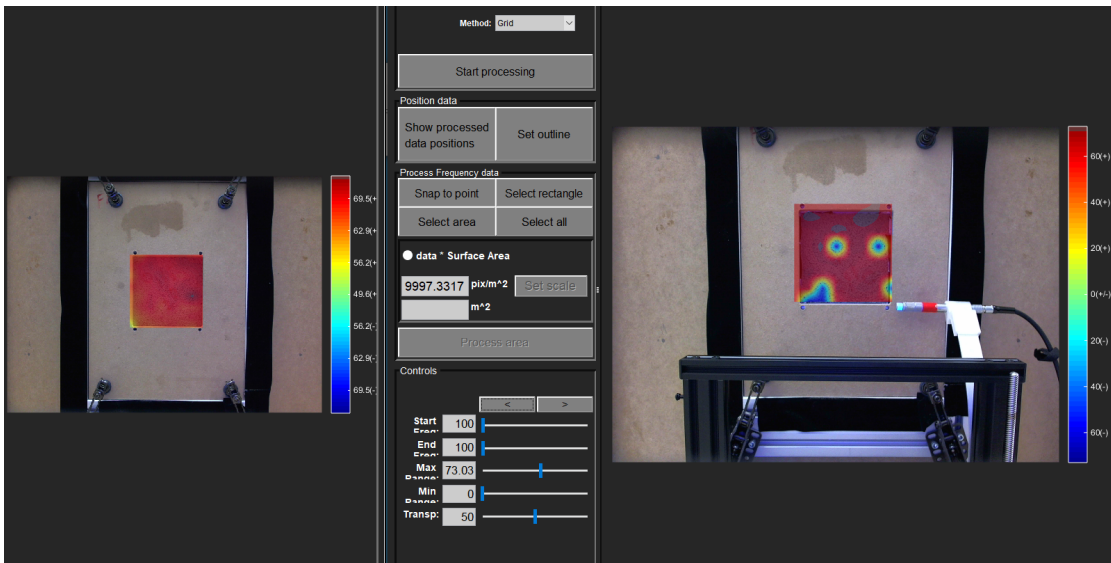 Method: Grid
Start processing
Position data
Show processed
data positions
Set outline
Process Frequency data
Snap to point
Select rectangle
Select area
Select all
data * Surface Area
9997.3317 pix/m^2 Set scale
m^2
Process area
Controls
< >
Start
100
End
100
Max
73.03
Min
0
Transp: 50
69.5(+
62.9(+
56.2(+
49.6(+
56.2(-
62.9(-
69.5(-
60(+)
40(+)
20(+)
0(+/-)
20(-)
40(-)
60(-)